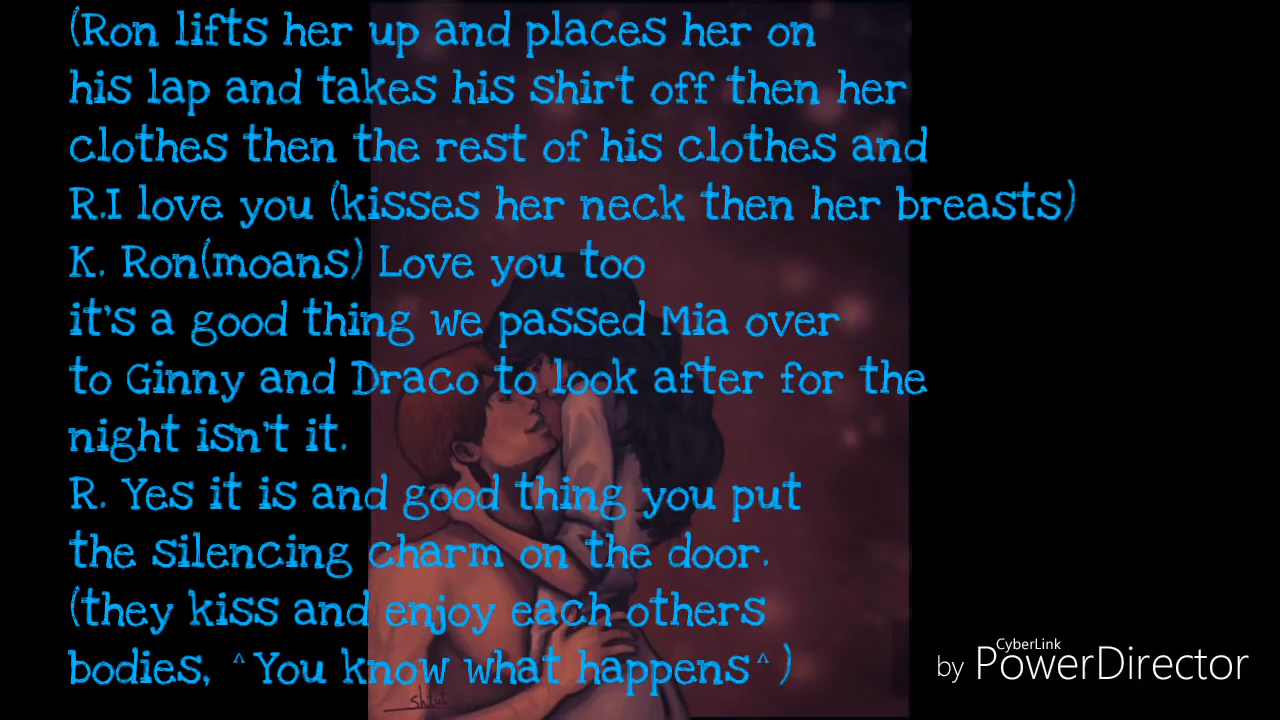 (Ron lifts her up and places her on
his lap and takes his shirt off then her
clothes then the rest of his clothes and
R.I love you (kisses her neck then her breasts)
K. Ron(moans) Love you too
it's a good thing we passed Mia over
to Ginny and Draco to look after for the
night isn't it.
R. Yes it is and good thing you put
the silencing charm on the door.
(they kiss and enjoy each others
bodies, ^You know what happens^)
CyberLink
by PowerDirector